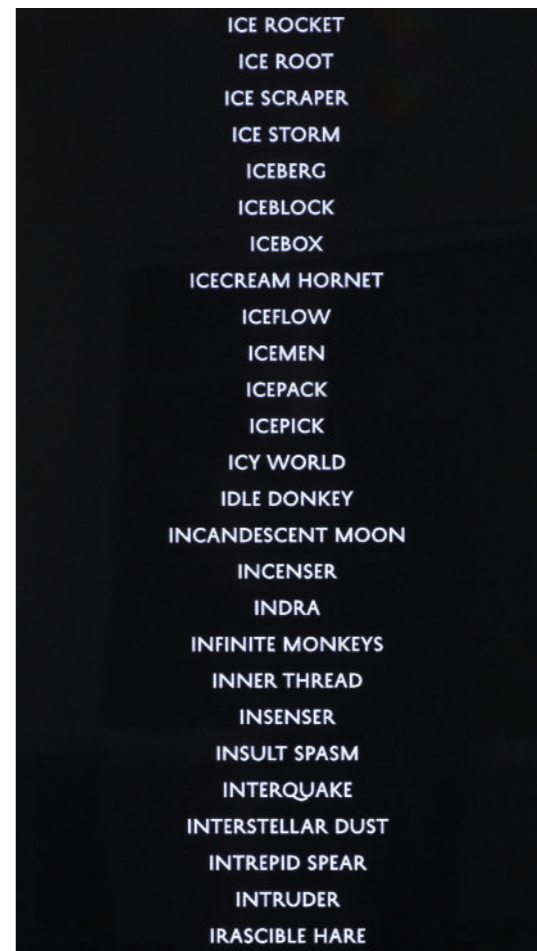 ICE ROCKET
ICE ROOT
ICE SCRAPER
ICE STORM
ICEBERG
ICEBLOCK
ICEBOX
ICECREAM HORNET
ICEFLOW
ICEMEN
ICEPACK
ICEPICK
ICY WORLD
IDLE DONKEY
INCANDESCENT MOON
INCENSER
INDRA
INFINITE MONKEYS
INNER THREAD
INSENSER
INSULT SPASM
INTERQUAKE
INTERSTELLAR DUST
INTREPID SPEAR
INTRUDER
IRASCIBLE HARE